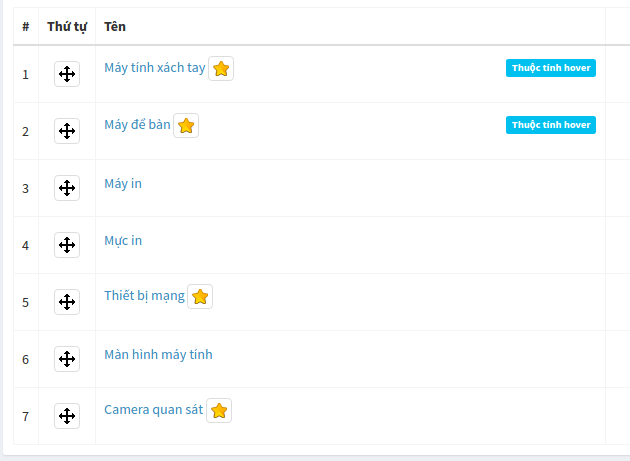 # Thứ tự Tên
1 Máy tính xách tay Thuộc tính hover
2 Máy để bàn Thuộc tính hover
3 Máy in
4 Mực in
5 Thiết bị mạng
6 Màn hình máy tính
7 Camera quan sát